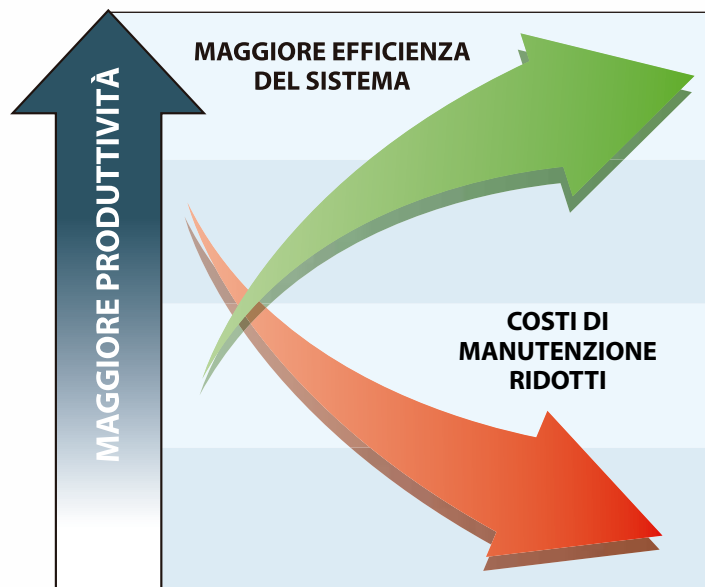 MAGGIORE EFFICIENZA
DEL SISTEMA
MAGGIORE PRODUTTIVITÀ
COSTI DI
MANUTENZIONE
RIDOTTI